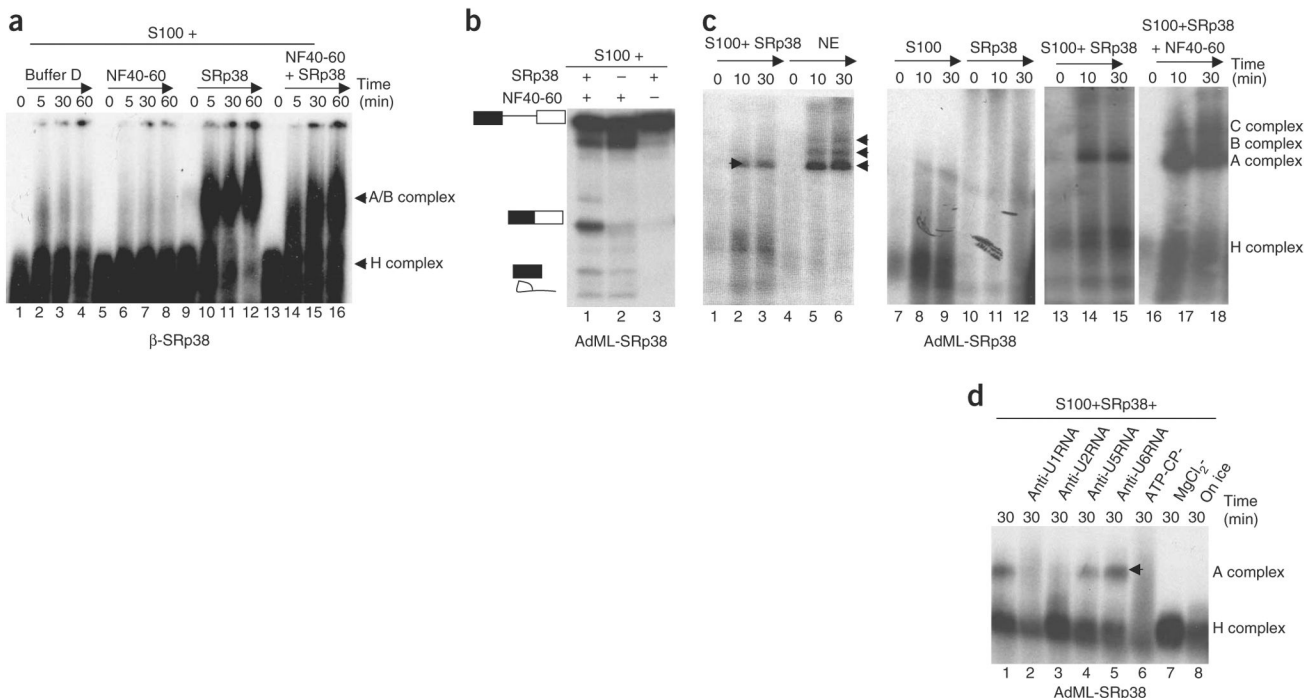 a
S100 +
Buffer D NF40-60 SRp38 NF40-60 + SRp38 Time (min)
0 5 30 60 0 5 30 60 0 5 30 60 0 5 30 60
A/B complex
H complex
1 2 3 4 5 6 7 8 9 10 11 12 13 14 15 16
β-SRp38
b
S100 +
SRp38 + – +
NF40-60 + + –
1 2 3
AdML-SRp38
c
S100+ SRp38 NE
0 10 30 0 10 30
1 2 3 4 5 6
S100 SRp38 S100+ SRp38 S100+SRp38 + NF40-60
Time (min)
0 10 30 0 10 30 0 10 30 0 10 30
C complex
B complex
A complex
H complex
7 8 9 10 11 12 13 14 15 16 17 18
AdML-SRp38
d
S100+SRp38+
Anti-U1RNA
Anti-U2RNA
Anti-U5RNA
Anti-U6RNA
ATP-CP-
MgCl₂-
On ice
Time (min)
30 30 30 30 30 30 30 30
A complex
H complex
1 2 3 4 5 6 7 8
AdML-SRp38